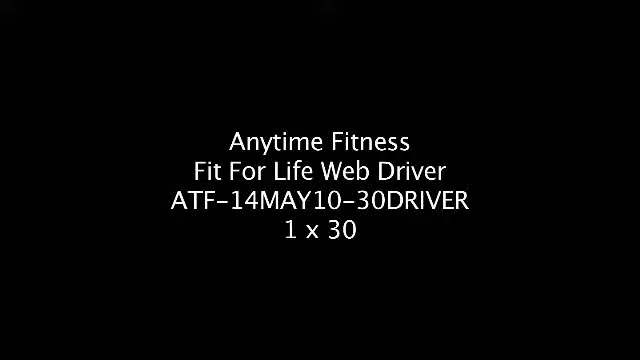 Anytime Fitness
Fit For Life Web Driver
ATF-14MAY10-30DRIVER
1 x 30